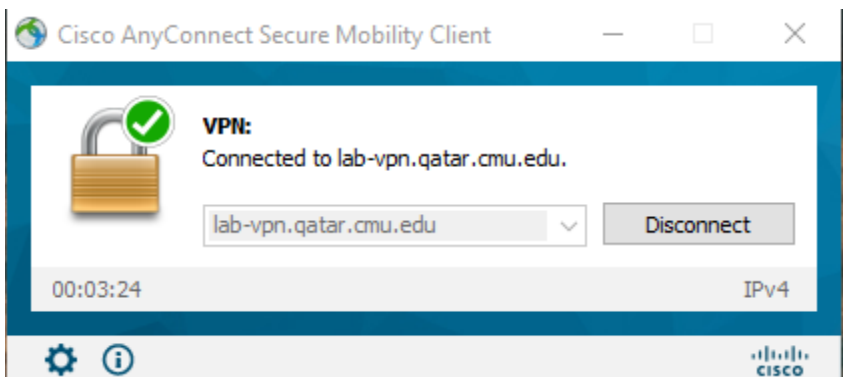 Cisco AnyConnect Secure Mobility Client
VPN:
Connected to lab-vpn.qatar.cmu.edu.
lab-vpn.qatar.cmu.edu
Disconnect
00:03:24
IPv4
cisco